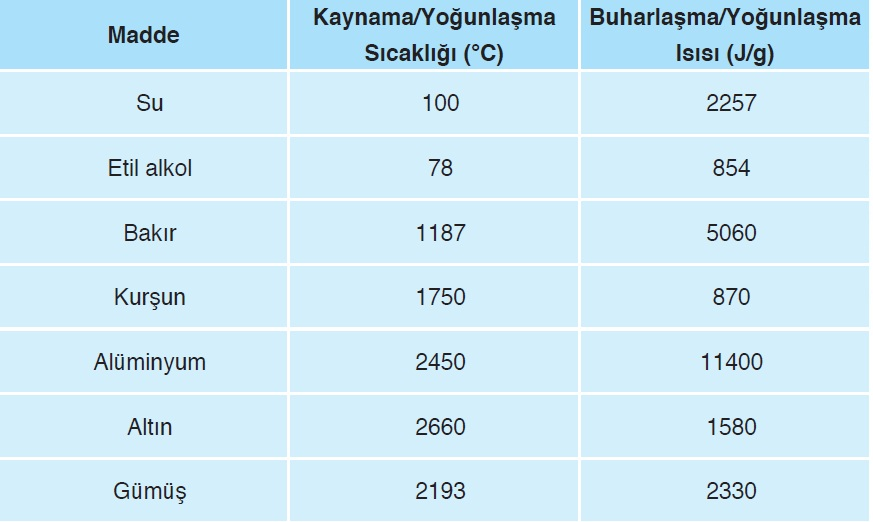 Madde
Kaynama/Yoğunlaşma
Sıcaklığı (°C)
Buharlaşma/Yoğunlaşma
Isısı (J/g)
Su 100 2257
Etil alkol 78 854
Bakır 1187 5060
Kurşun 1750 870
Alüminyum 2450 11400
Altın 2660 1580
Gümüş 2193 2330